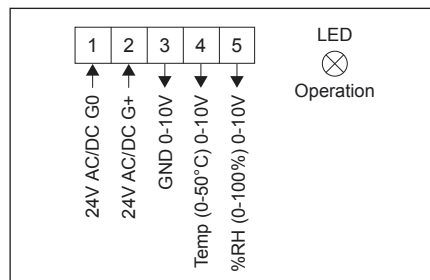 1 2 3 4 5
LED
Operation
24V AC/DC G0
24V AC/DC G+
GND 0-10V
Temp (0-50°C) 0-10V
%RH (0-100%) 0-10V